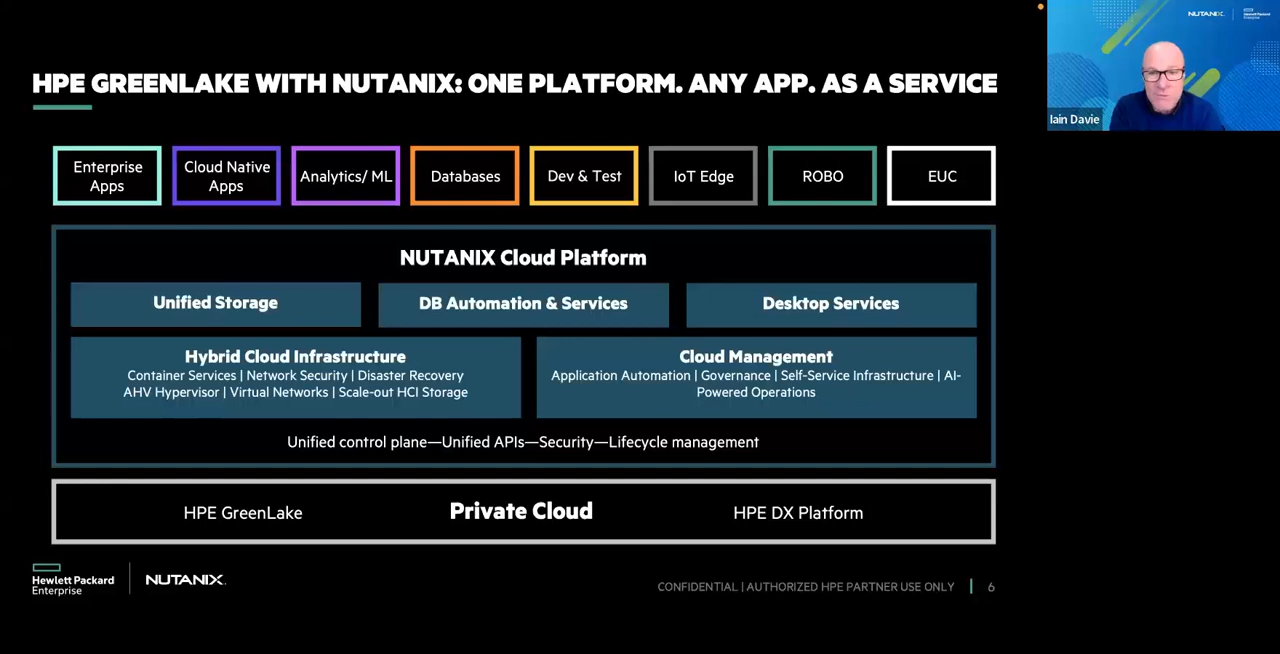 HPE GREENLAKE WITH NUTANIX: ONE PLATFORM. ANY APP. AS A SERVICE
NUTANIX
Hewlett Packard
Enterprise
Iain Davie
Enterprise
Apps
Cloud Native
Apps
Analytics/ ML
Databases
Dev & Test
IoT Edge
ROBO
EUC
NUTANIX Cloud Platform
Unified Storage
DB Automation & Services
Desktop Services
Hybrid Cloud Infrastructure
Container Services | Network Security | Disaster Recovery
AHV Hypervisor | Virtual Networks | Scale-out HCI Storage
Cloud Management
Application Automation | Governance | Self-Service Infrastructure | AI-
Powered Operations
Unified control plane—Unified APIs—Security—Lifecycle management
HPE GreenLake
Private Cloud
HPE DX Platform
Hewlett Packard
Enterprise
NUTANIX.
CONFIDENTIAL | AUTHORIZED HPE PARTNER USE ONLY
6